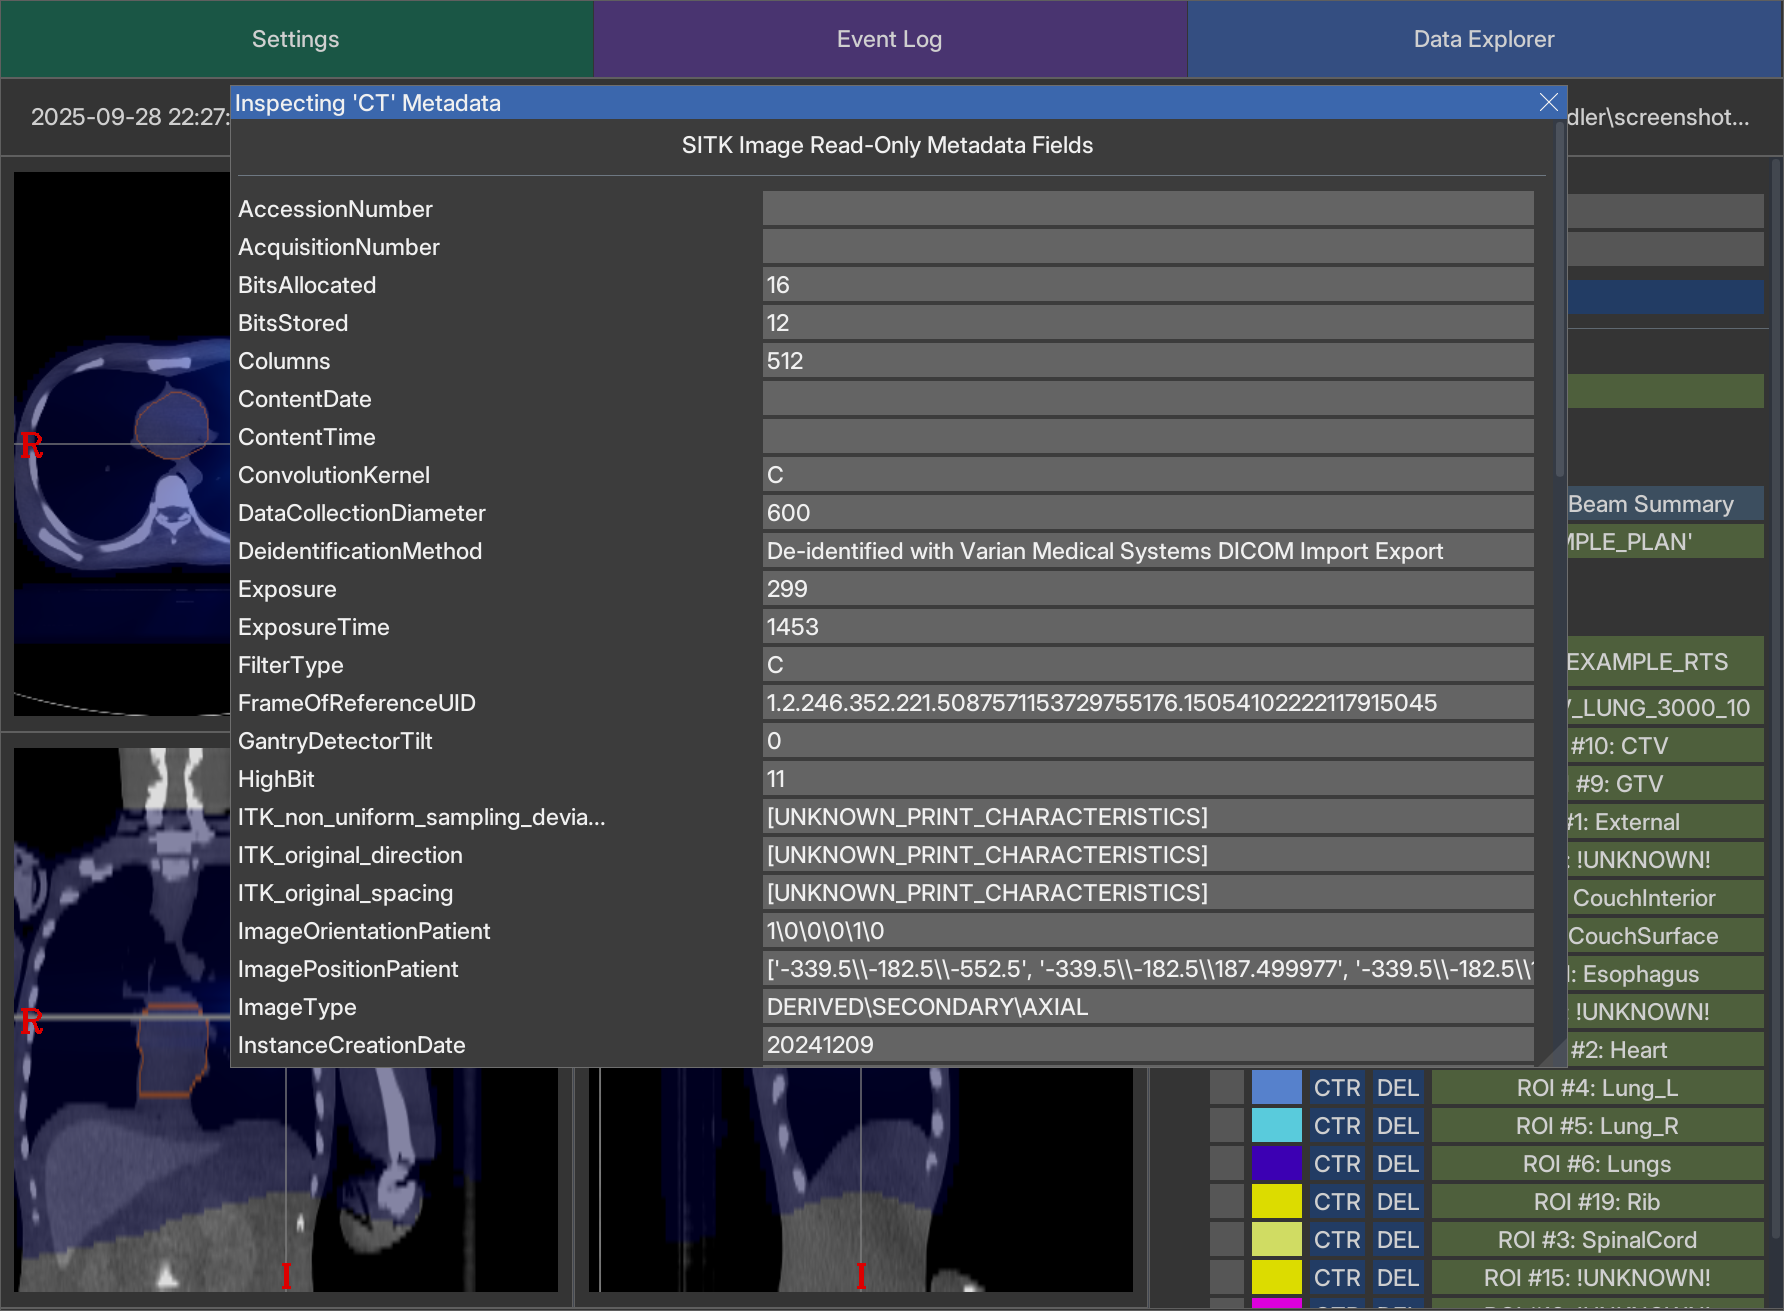 Settings
Event Log
Data Explorer
2025-09-28 22:27:
dler\screenshot...
Inspecting 'CT' Metadata
SITK Image Read-Only Metadata Fields
AccessionNumber
AcquisitionNumber
BitsAllocated 16
BitsStored 12
Columns 512
ContentDate
ContentTime
ConvolutionKernel C
DataCollectionDiameter 600
DeidentificationMethod De-identified with Varian Medical Systems DICOM Import Export
Exposure 299
ExposureTime 1453
FilterType C
FrameOfReferenceUID 1.2.246.352.221.5087571153729755176.15054102222117915045
GantryDetectorTilt 0
HighBit 11
ITK_non_uniform_sampling_devia... [UNKNOWN_PRINT_CHARACTERISTICS]
ITK_original_direction [UNKNOWN_PRINT_CHARACTERISTICS]
ITK_original_spacing [UNKNOWN_PRINT_CHARACTERISTICS]
ImageOrientationPatient 1\0\0\0\1\0
ImagePositionPatient ['-339.5\\-182.5\\-552.5', '-339.5\\-182.5\\187.499977', '-339.5\\-182.5\\
ImageType DERIVED\SECONDARY\AXIAL
InstanceCreationDate 20241209
R
R
I
I
Beam Summary
MPLE_PLAN'
EXAMPLE_RTS
_LUNG_3000_10
#10: CTV
#9: GTV
#1: External
: !UNKNOWN!
CouchInterior
CouchSurface
: Esophagus
!UNKNOWN!
#2: Heart
CTR DEL ROI #4: Lung_L
CTR DEL ROI #5: Lung_R
CTR DEL ROI #6: Lungs
CTR DEL ROI #19: Rib
CTR DEL ROI #3: SpinalCord
CTR DEL ROI #15: !UNKNOWN!